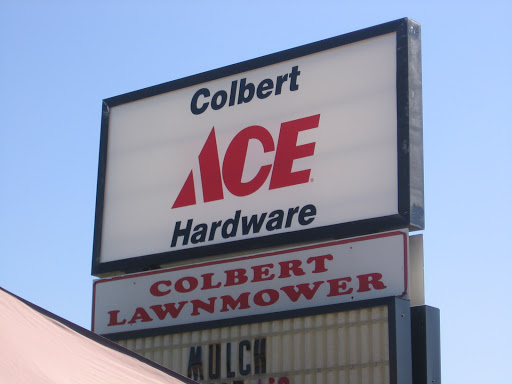 Colbert
ACE
Hardware
COLBERT
LAWNMOWER
MULCH